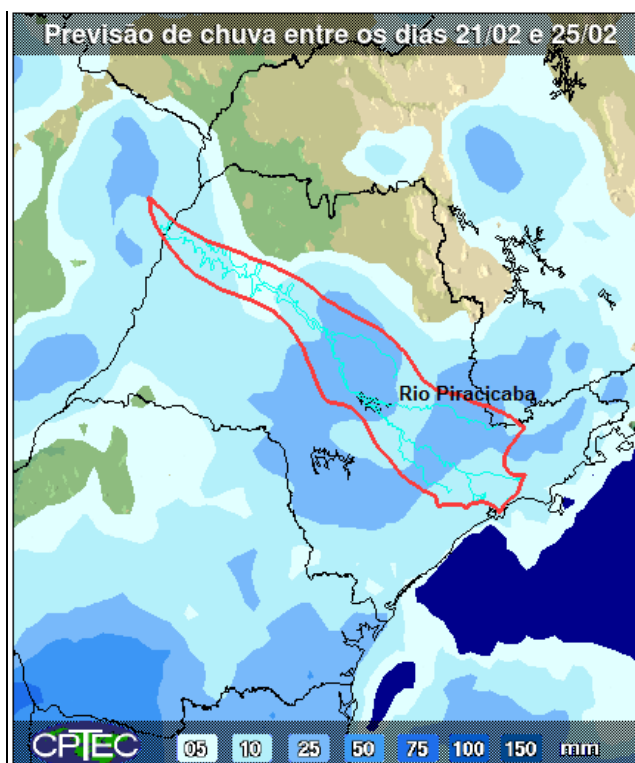 Previsão de chuva entre os dias 21/02 e 25/02
Rio Piracicaba
CPTEC 05 10 25 50 75 100 150 mm